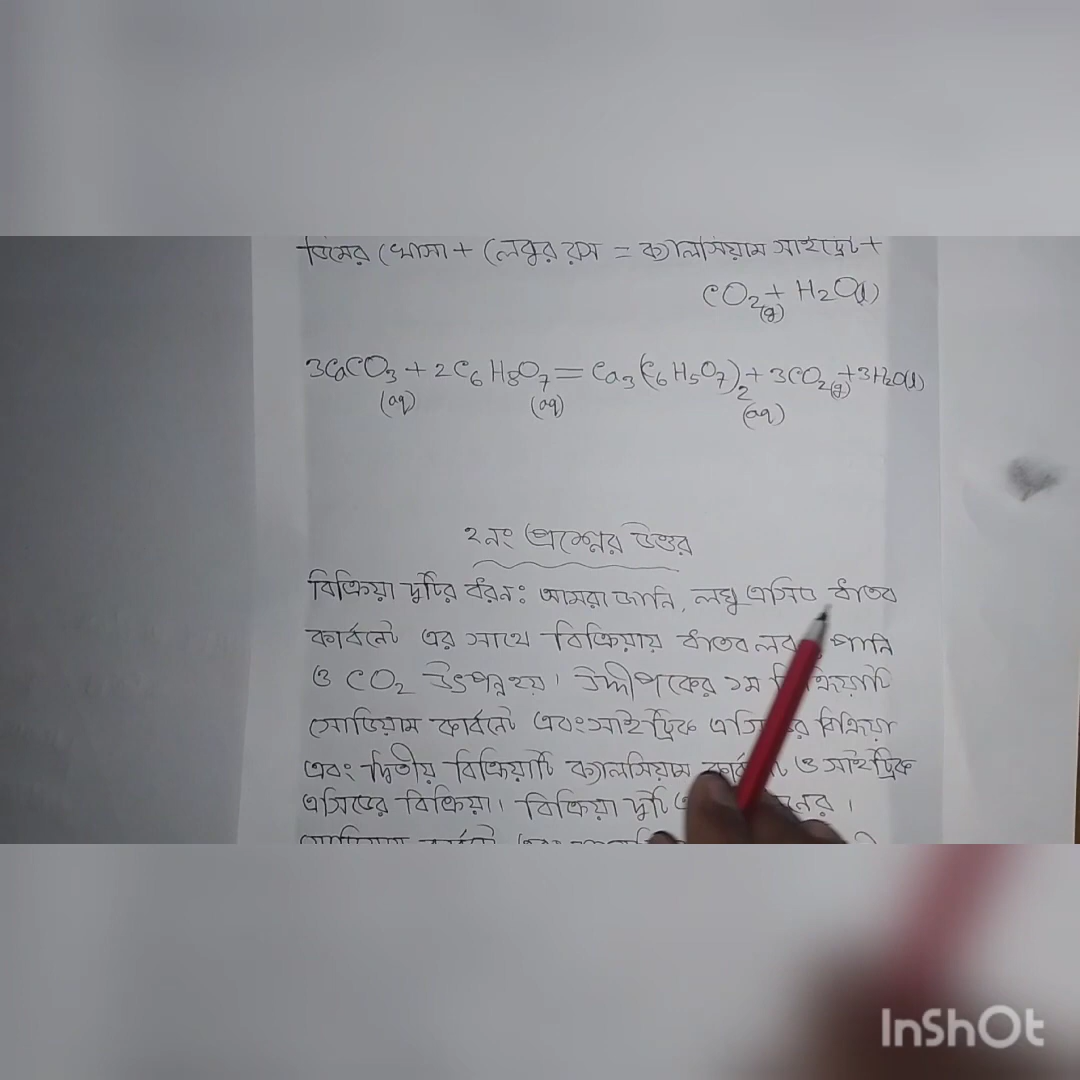 ডিমের খোসা + লেবুর রস = ক্যালসিয়াম সাইট্রেট +
CO2(g) + H2O(l)
3CaCO3(aq) + 2C6H8O7(aq) = Ca3(C6H5O7)2(aq) + 3CO2(g) + 3H2O(l)
২নং প্রশ্নের উত্তর
বিক্রিয়া দুটির ধরন: আমরা জানি, লঘু এসিড ধাতব
কার্বনেট এর সাথে বিক্রিয়ায় ধাতব লবণ পানি
ও CO2 উৎপন্ন হয়। উদ্দীপকের ১ম বিক্রিয়াটি
সোডিয়াম কার্বনেট এবং সাইট্রিক এসিডের বিক্রিয়া
এবং দ্বিতীয় বিক্রিয়াটি ক্যালসিয়াম কার্বনেট ও সাইট্রিক
এসিডের বিক্রিয়া। বিক্রিয়া দুটি
InShOt